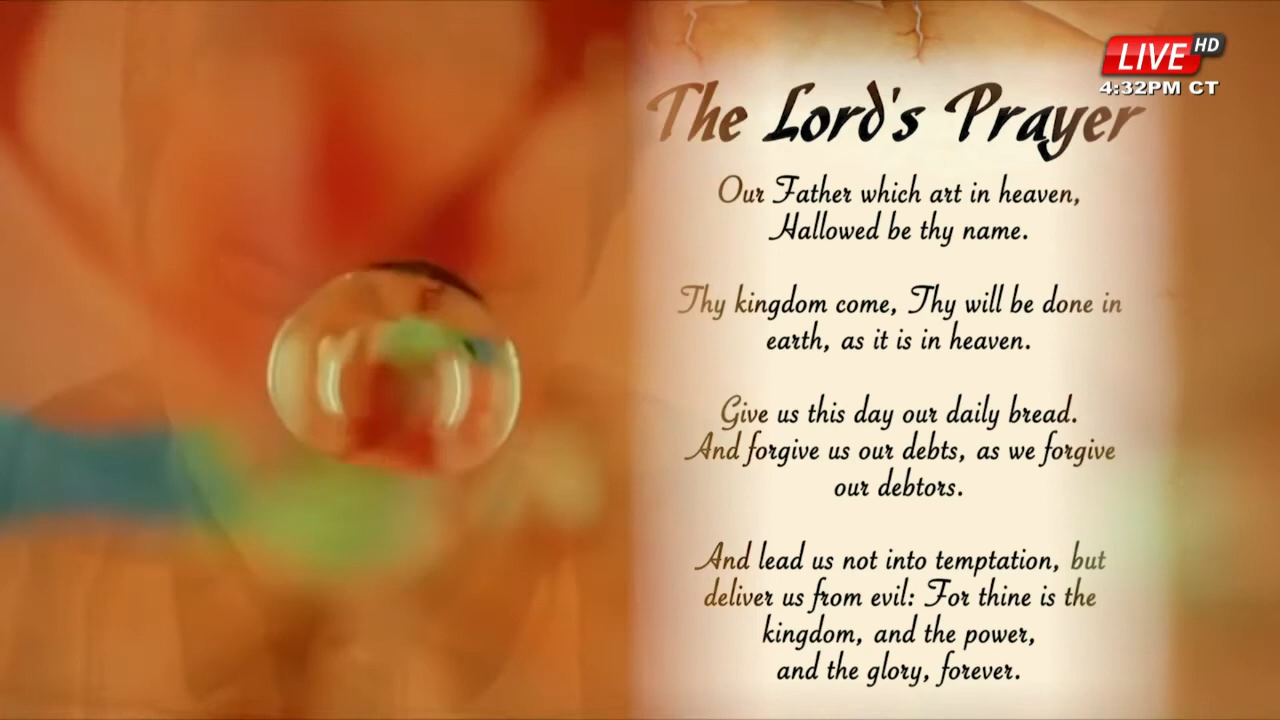 LIVE HD
4:32PM CT
The Lord's Prayer
Our Father which art in heaven,
Hallowed be thy name.
Thy kingdom come, Thy will be done in
earth, as it is in heaven.
Give us this day our daily bread.
And forgive us our debts, as we forgive
our debtors.
And lead us not into temptation, but
deliver us from evil: For thine is the
kingdom, and the power,
and the glory, forever.